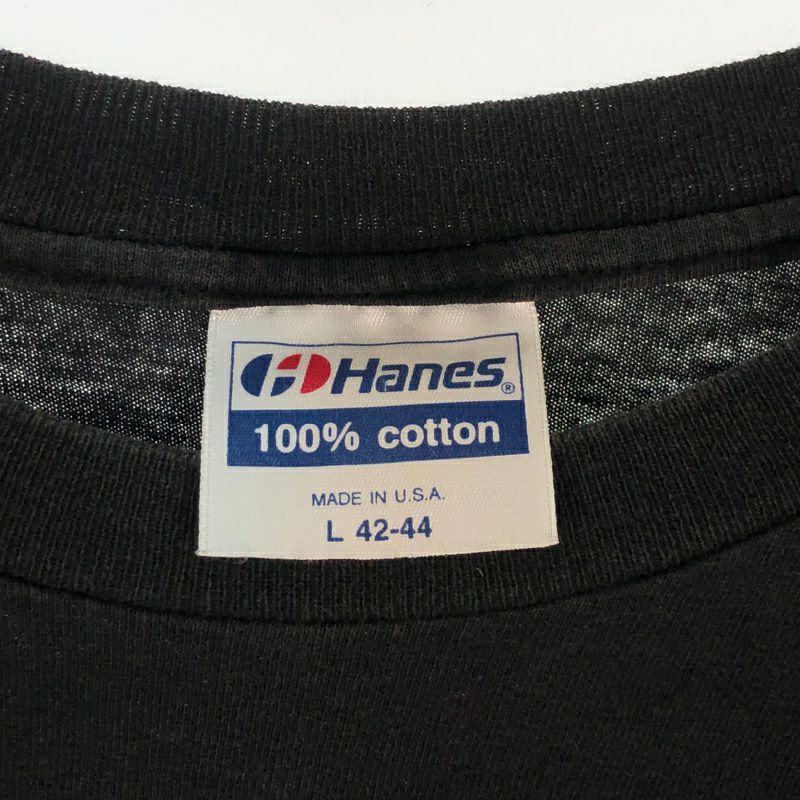 Hanes®
100% cotton
MADE IN U.S.A.
L 42-44